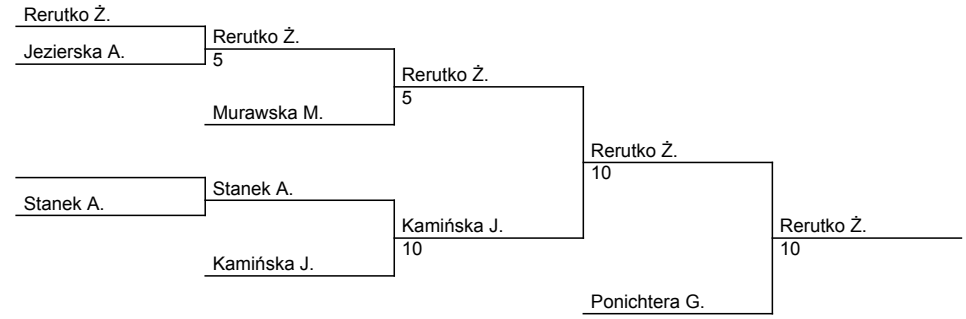 Rerutko Ż.
Jezierska A.
Rerutko Ż.
5
Murawska M.
Rerutko Ż.
5
Stanek A.
Stanek A.
Kamińska J.
Kamińska J.
10
Rerutko Ż.
10
Ponichtera G.
Rerutko Ż.
10